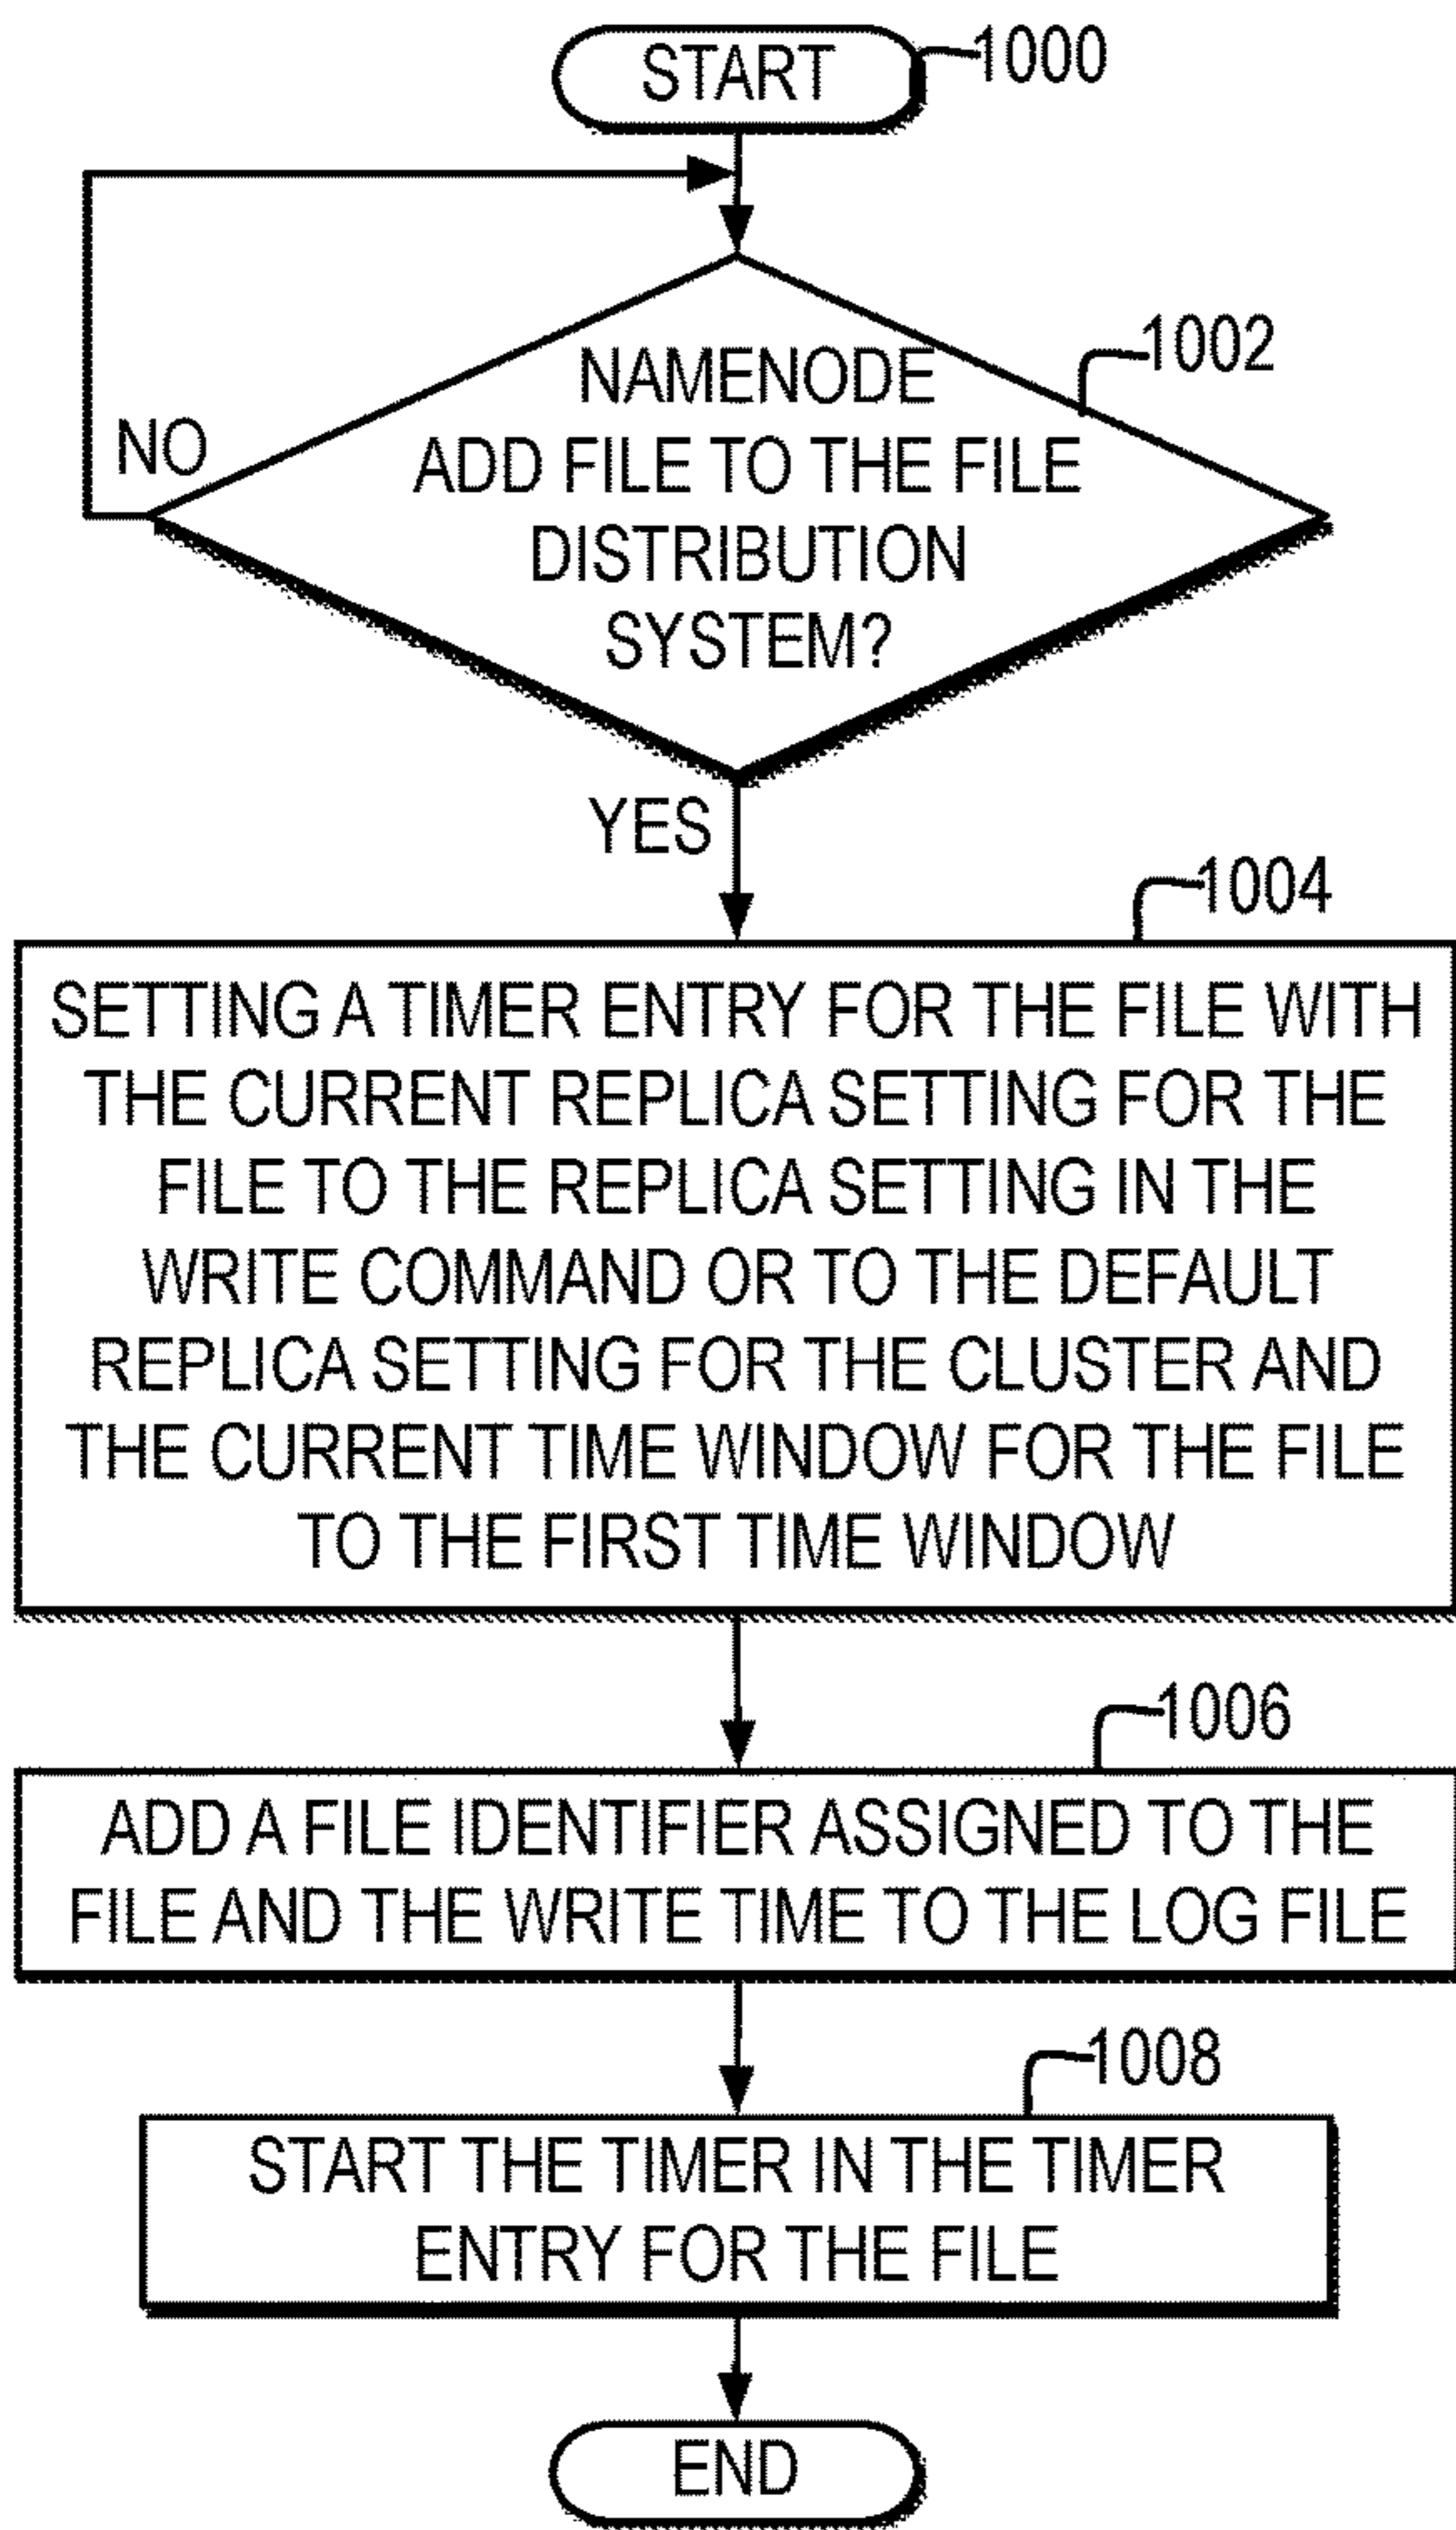 START
1000
NAMENODE
ADD FILE TO THE FILE
DISTRIBUTION
SYSTEM?
1002
NO
YES
1004
SETTING A TIMER ENTRY FOR THE FILE WITH
THE CURRENT REPLICA SETTING FOR THE
FILE TO THE REPLICA SETTING IN THE
WRITE COMMAND OR TO THE DEFAULT
REPLICA SETTING FOR THE CLUSTER AND
THE CURRENT TIME WINDOW FOR THE FILE
TO THE FIRST TIME WINDOW
1006
ADD A FILE IDENTIFIER ASSIGNED TO THE
FILE AND THE WRITE TIME TO THE LOG FILE
1008
START THE TIMER IN THE TIMER
ENTRY FOR THE FILE
END